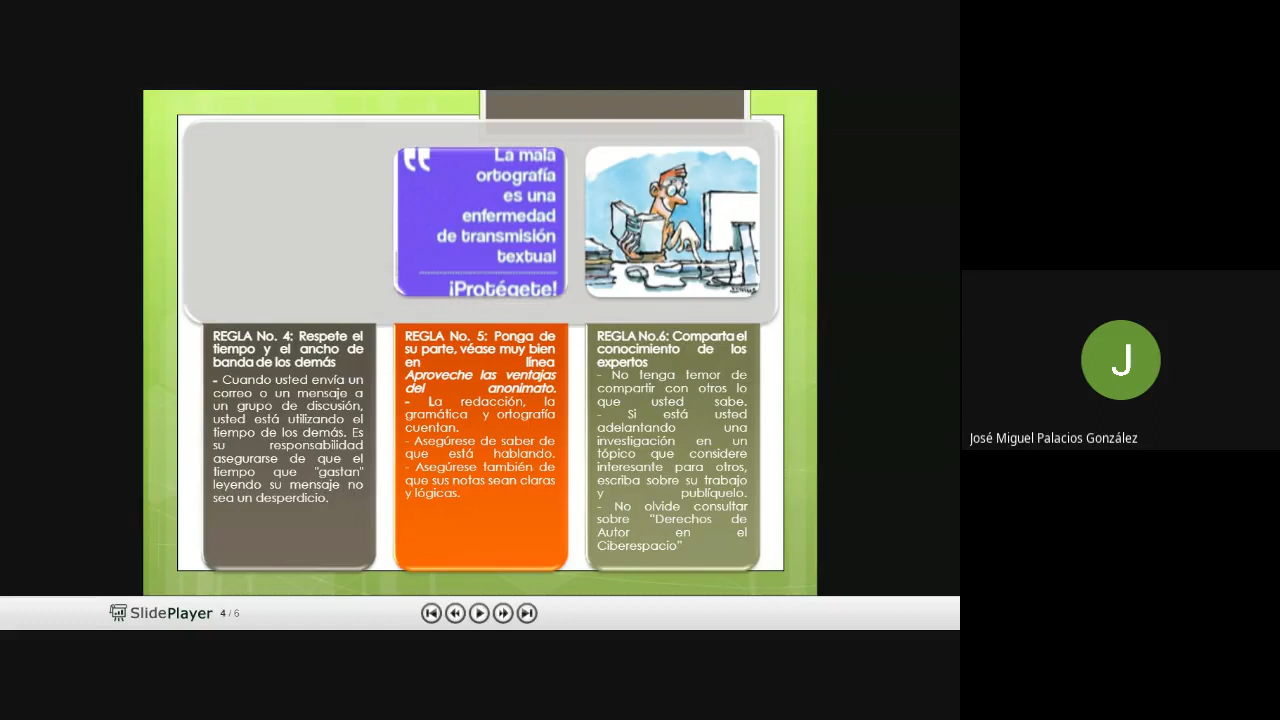 “
La mala
ortografía
es una
enfermedad
de transmisión
textual
¡Protégete!
REGLA No. 4: Respete el
tiempo y el ancho de
banda de los demás
- Cuando usted envía un
correo o un mensaje a
un grupo de discusión,
usted está utilizando el
tiempo de los demás. Es
su responsabilidad
asegurarse de que el
tiempo que "gastan"
leyendo su mensaje no
sea un desperdicio.
REGLA No. 5: Ponga de
su parte, véase muy bien
en línea
Aproveche las ventajas
del anonimato.
- La redacción, la
gramática y ortografía
cuentan.
- Asegúrese de saber de
que está hablando.
- Asegúrese también de
que sus notas sean claras
y lógicas.
REGLA No.6: Comparta el
conocimiento de los
expertos
- No tenga temor de
compartir con otros lo
que usted sabe.
- Si está usted
adelantando una
investigación en un
tópico que considere
interesante para otros,
escriba sobre su trabajo
y publíquelo.
- No olvide consultar
sobre "Derechos de
Autor en el
Ciberespacio"
SlidePlayer 4 / 6
J
José Miguel Palacios González